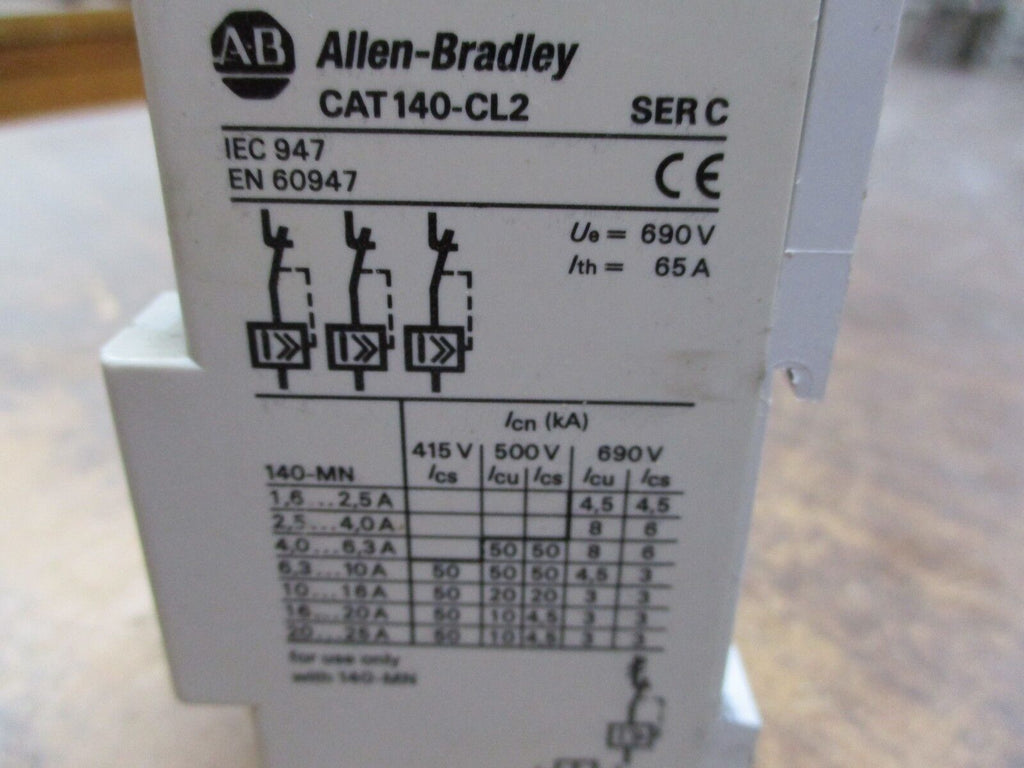 AB Allen-Bradley
CAT 140-CL2 SER C
IEC 947
EN 60947 CE
Ue = 690 V
Ith = 65 A
I>> I>> I>>
Icn (kA)
415 V 500 V 690 V
140-MN Ics Icu Ics Icu Ics
1,6...2,5 A 4,5 4,5
2,5...4,0 A 8 6
4,0...6,3 A 50 50 8 6
6,3...10 A 50 50 50 4,5 3
10...16 A 50 20 20 3 3
16...20 A 50 10 4,5 3 3
20...25 A 50 10 4,5 3 3
for use only
with 140-MN